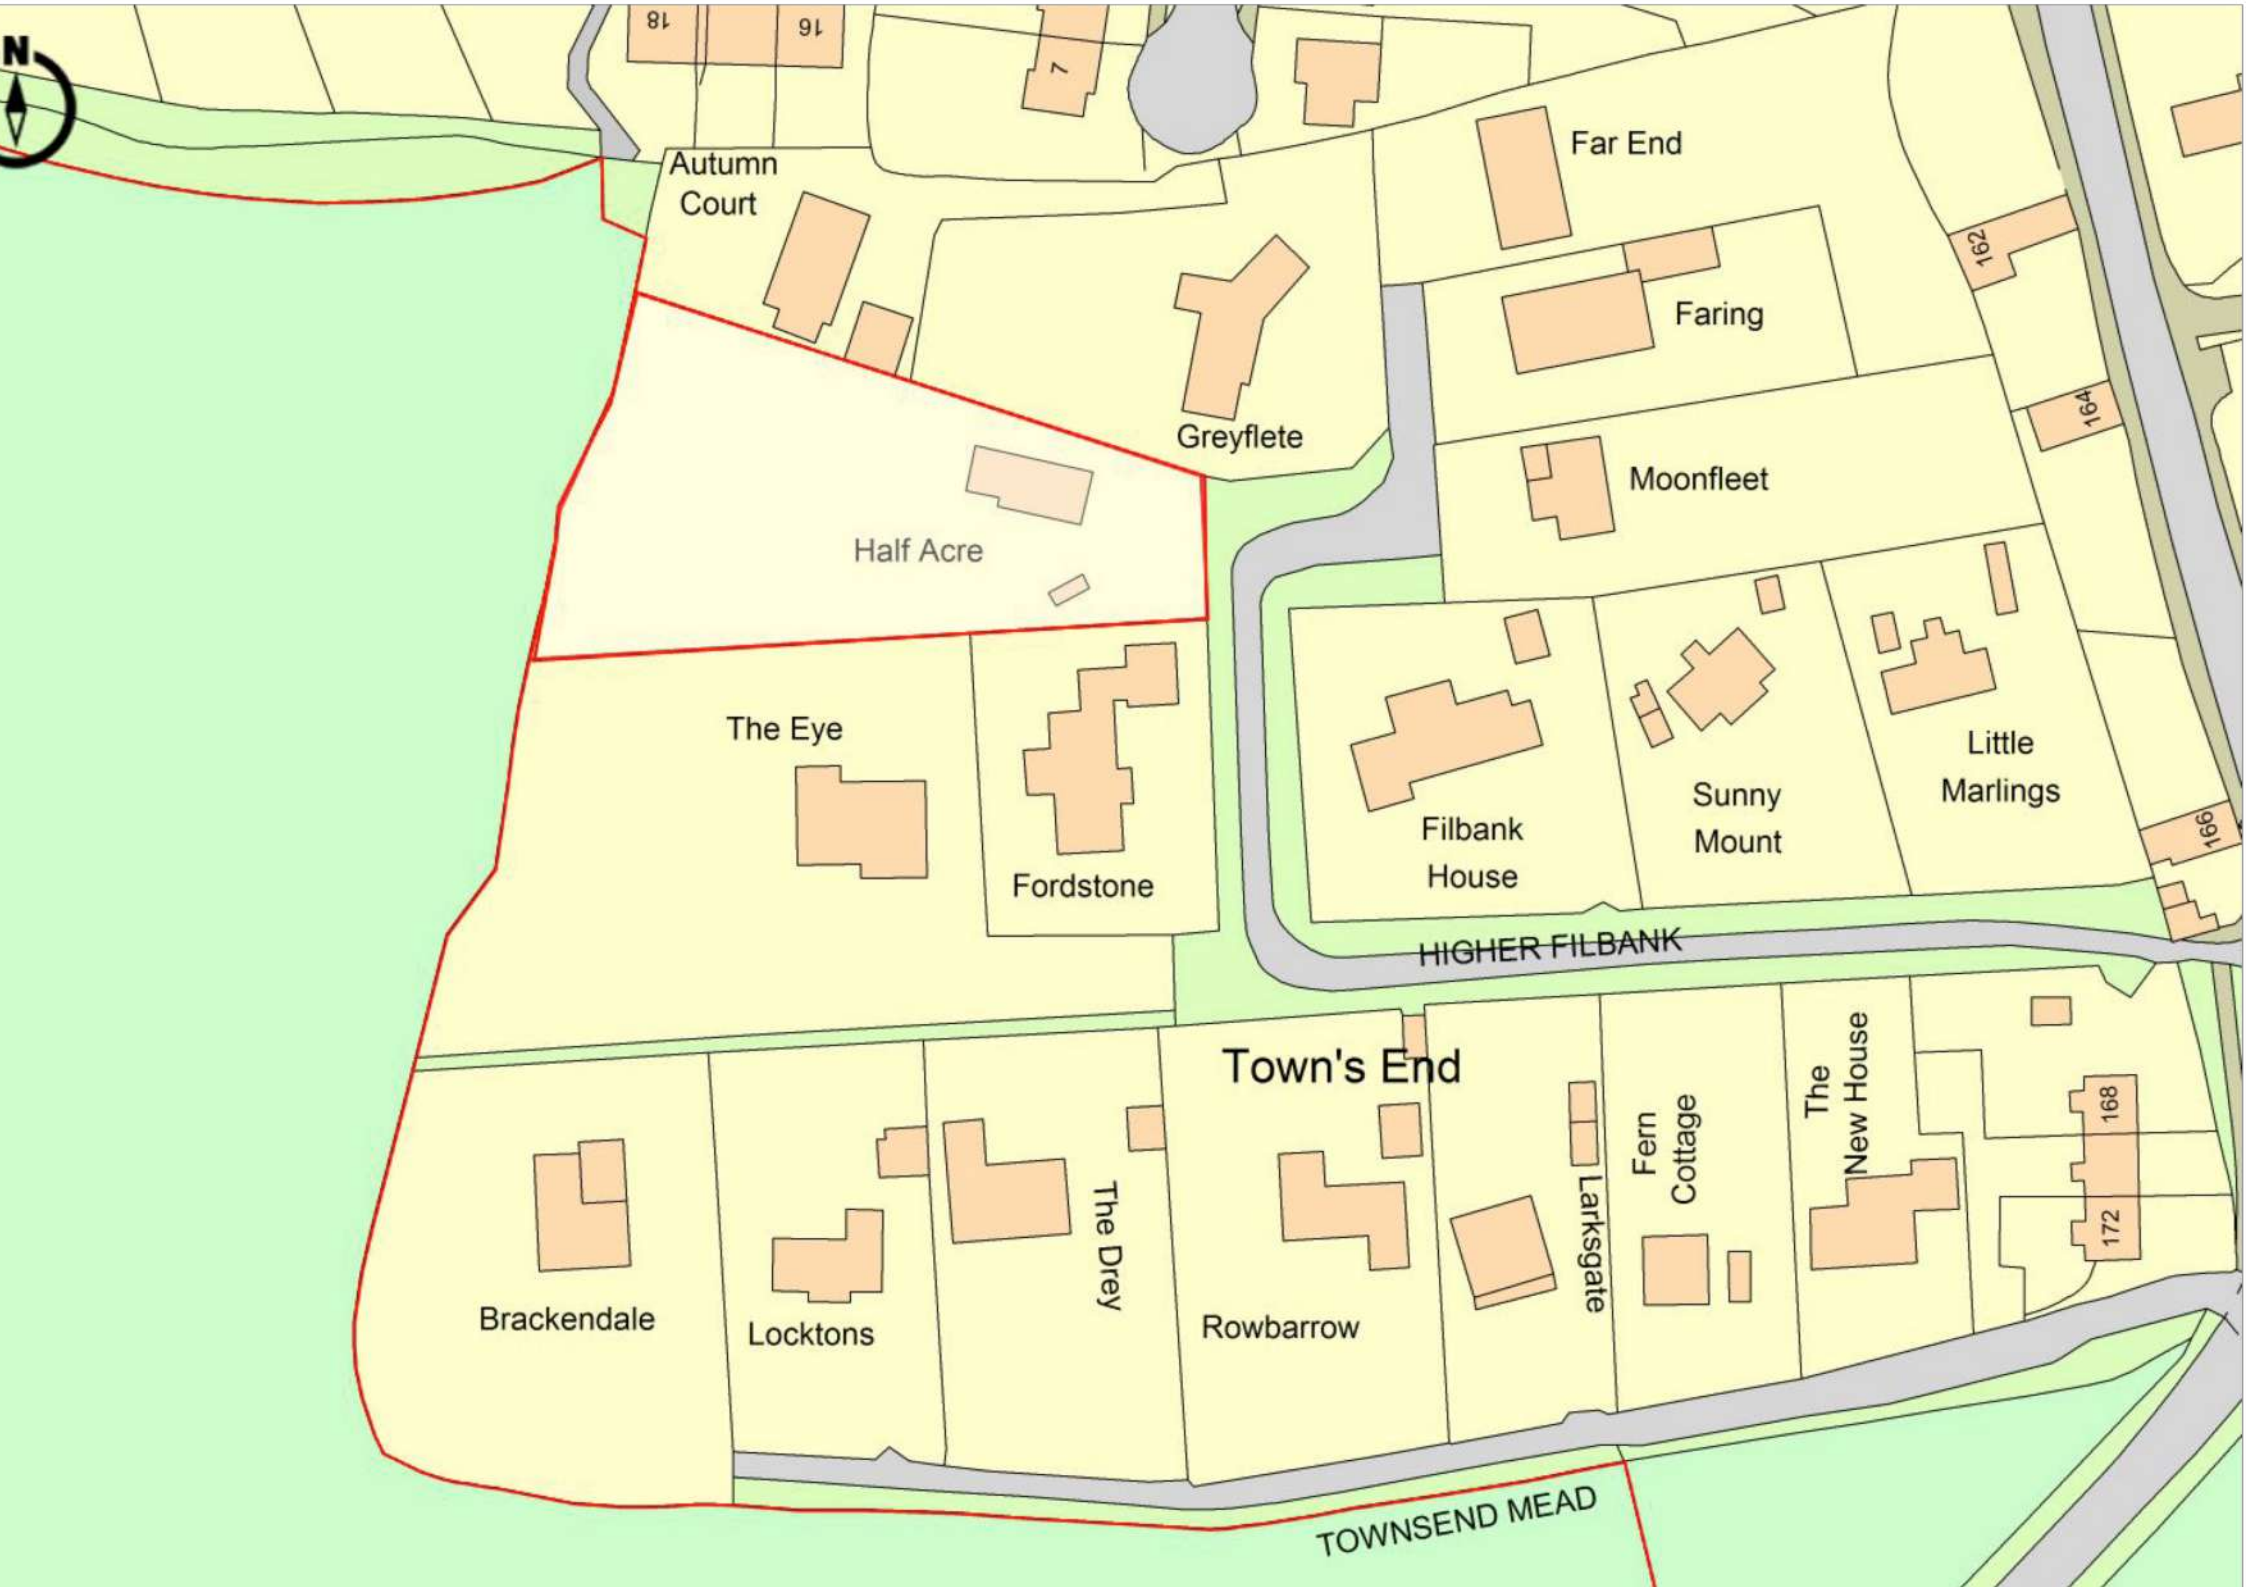 18
16
7
N
Autumn
Court
Far End
162
Faring
164
Greyflete
Moonfleet
Half Acre
The Eye
Little
Marlings
Sunny
Mount
166
Filbank
House
Fordstone
HIGHER FILBANK
Town's End
The
New House
168
Fern
Cottage
The Drey
Larksgate
172
Brackendale
Locktons
Rowbarrow
TOWNSEND MEAD